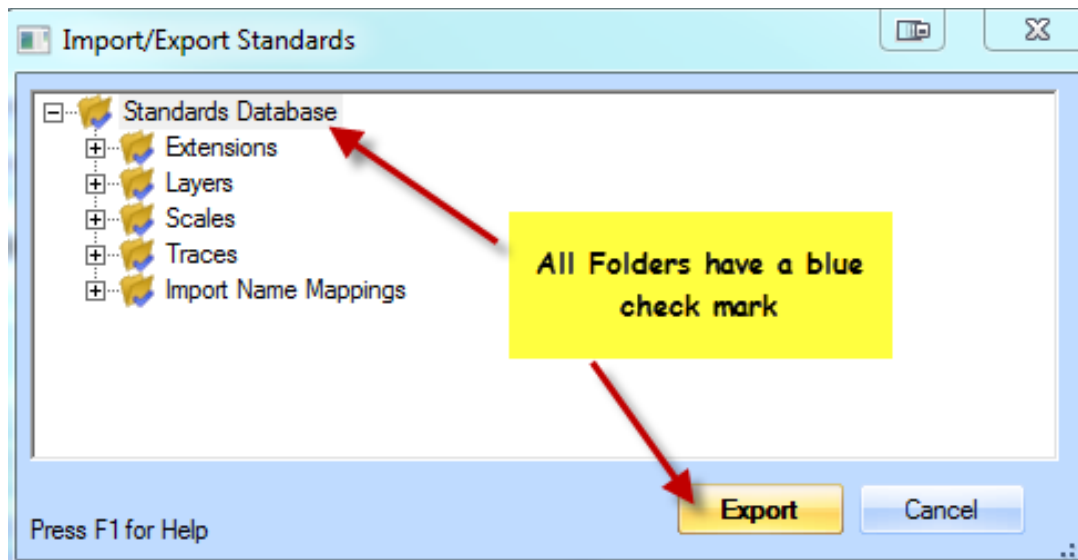 Import/Export Standards
Standards Database
Extensions
Layers
Scales
Traces
Import Name Mappings
All Folders have a blue
check mark
Export
Cancel
Press F1 for Help